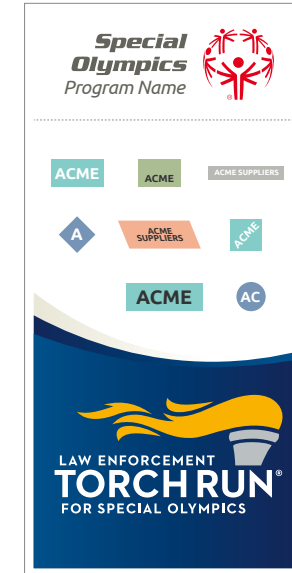 Special
Olympics
Program Name
®
ACME
ACME
ACME SUPPLIERS
A
ACME
SUPPLIERS
ACME
ACME
AC
LAW ENFORCEMENT
TORCH RUN®
FOR SPECIAL OLYMPICS